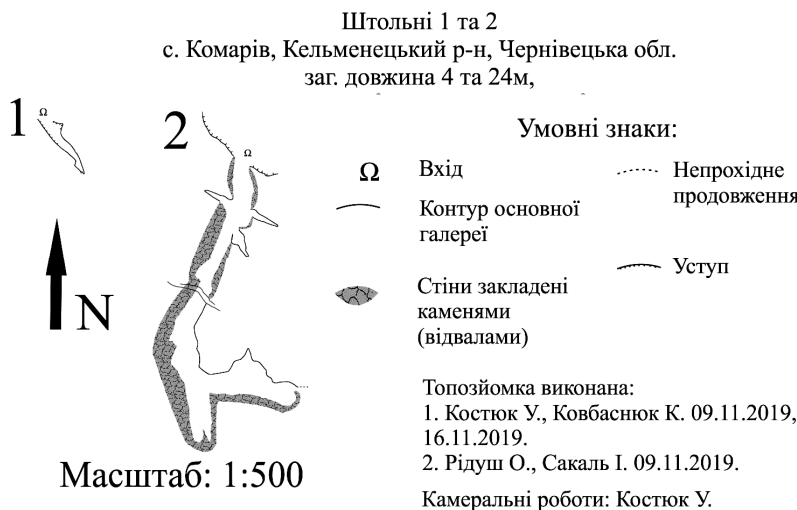 Штольні 1 та 2
с. Комарів, Кельменецький р-н, Чернівецька обл.
заг. довжина 4 та 24м,
1
Ω
2
Ω
N
Масштаб: 1:500
Умовні знаки:
Ω Вхід
Контур основної
галереї
Стіни закладені
каменями
(відвалами)
Непрохідне
продовження
Уступ
Топозйомка виконана:
1. Костюк У., Ковбаснюк К. 09.11.2019,
16.11.2019.
2. Рідуш О., Сакаль І. 09.11.2019.
Камеральні роботи: Костюк У.